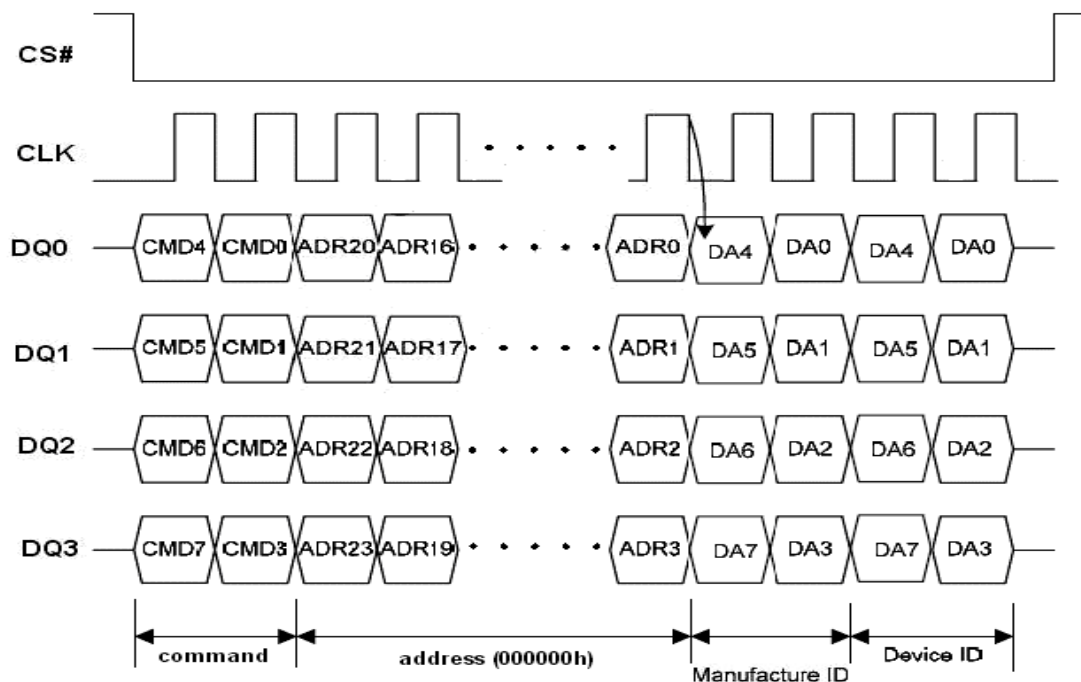 CS#
CLK
DQ0 CMD4 CMD0 ADR20 ADR16 ADR0 DA4 DA0 DA4 DA0
DQ1 CMD5 CMD1 ADR21 ADR17 ADR1 DA5 DA1 DA5 DA1
DQ2 CMD6 CMD2 ADR22 ADR18 ADR2 DA6 DA2 DA6 DA2
DQ3 CMD7 CMD3 ADR23 ADR19 ADR3 DA7 DA3 DA7 DA3
command address (000000h) Manufacture ID Device ID